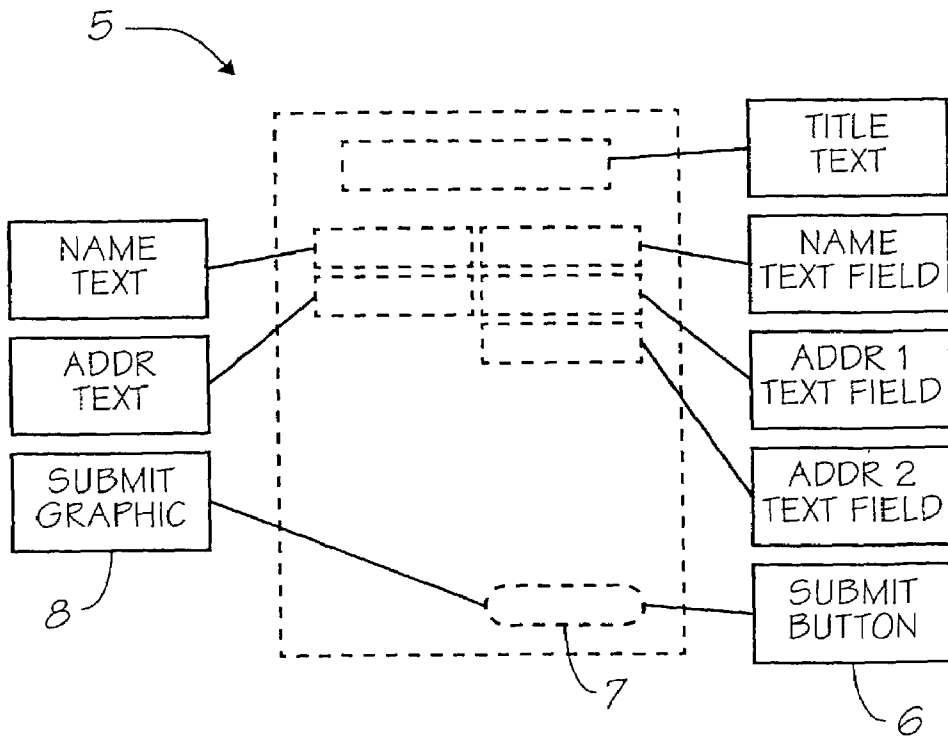 5
TITLE
TEXT
NAME
TEXT
NAME
TEXT FIELD
ADDR
TEXT
ADDR 1
TEXT FIELD
SUBMIT
GRAPHIC
ADDR 2
TEXT FIELD
SUBMIT
BUTTON
8
7
6